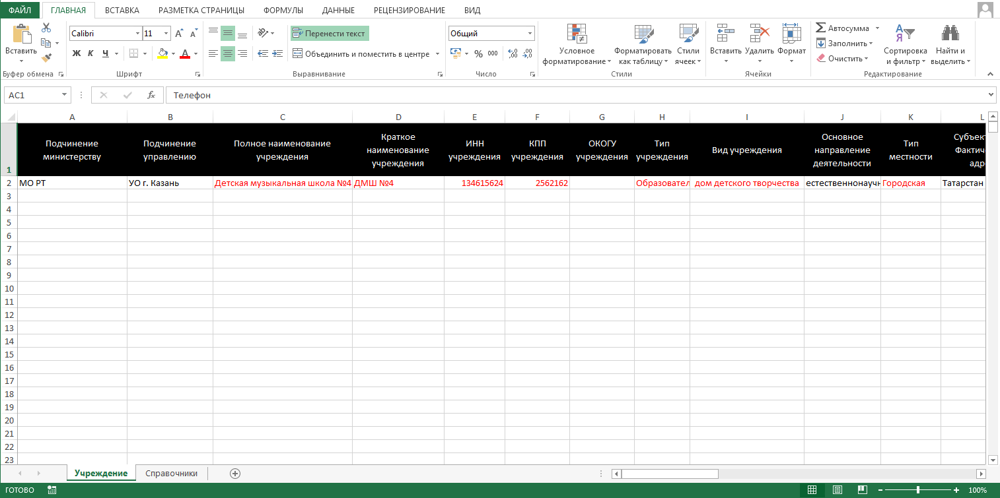 ФАЙЛ ГЛАВНАЯ ВСТАВКА РАЗМЕТКА СТРАНИЦЫ ФОРМУЛЫ ДАННЫЕ РЕЦЕНЗИРОВАНИЕ ВИД
Вставить
Буфер обмена
Calibri 11
Ж К Ч А
Шрифт
Перенести текст
Объединить и поместить в центре
Выравнивание
Общий
% 000 ,00 ,00
Число
Условное форматирование
Форматировать как таблицу
Стили ячеек
Стили
Вставить Удалить Формат
Ячейки
Автосумма
Заполнить
Очистить
Сортировка и фильтр
Найти и выделить
Редактирование
AC1 fx Телефон
A B C D E F G H I J K L
1 Подчинение министерству Подчинение управлению Полное наименование учреждения Краткое наименование учреждения ИНН учреждения КПП учреждения ОКОГУ учреждения Тип учреждения Вид учреждения Основное направление деятельности Тип местности Субъект Фактич адр
2 МО РТ УО г. Казань Детская музыкальная школа №4 ДМШ №4 134615624 2562162 Образовател дом детского творчества естественнонаучн Городская Татарстан
3
4
5
6
7
8
9
10
11
12
13
14
15
16
17
18
19
20
21
22
23
Учреждение Справочники
ГОТОВО 100%